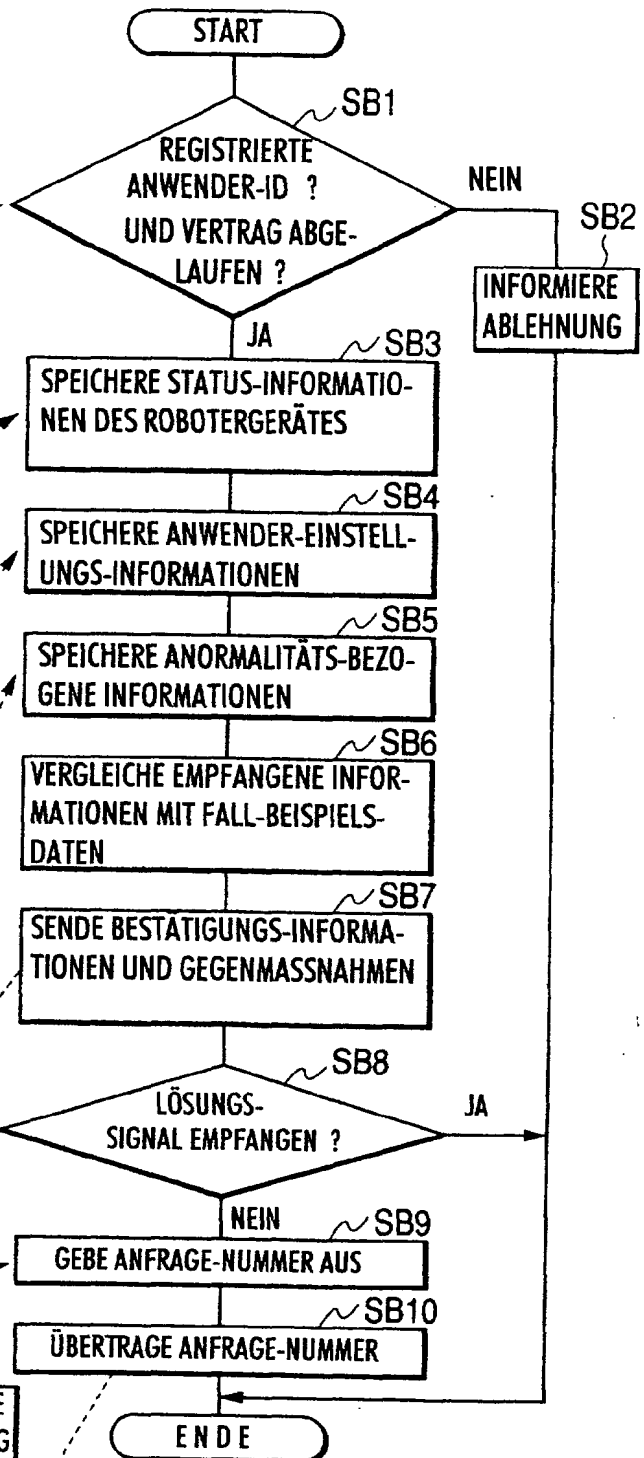 START
SB1
REGISTRIERTE
ANWENDER-ID ?
UND VERTRAG ABGE-
LAUFEN ?
NEIN
SB2
INFORMIERE
ABLEHNUNG
JA
SB3
SPEICHERE STATUS-INFORMATIO-
NEN DES ROBOTERGERÄTES
SB4
SPEICHERE ANWENDER-EINSTELL-
UNGS-INFORMATIONEN
SB5
SPEICHERE ANORMALITÄTS-BEZO-
GENE INFORMATIONEN
SB6
VERGLEICHE EMPFANGENE INFOR-
MATIONEN MIT FALL-BEISPIELS-
DATEN
SB7
SENDE BESTÄTIGUNGS-INFORMA-
TIONEN UND GEGENMASSNAHMEN
SB8
LÖSUNGS-
SIGNAL EMPFANGEN ?
JA
NEIN
SB9
GEBE ANFRAGE-NUMMER AUS
SB10
ÜBERTRAGE ANFRAGE-NUMMER
E
G
ENDE